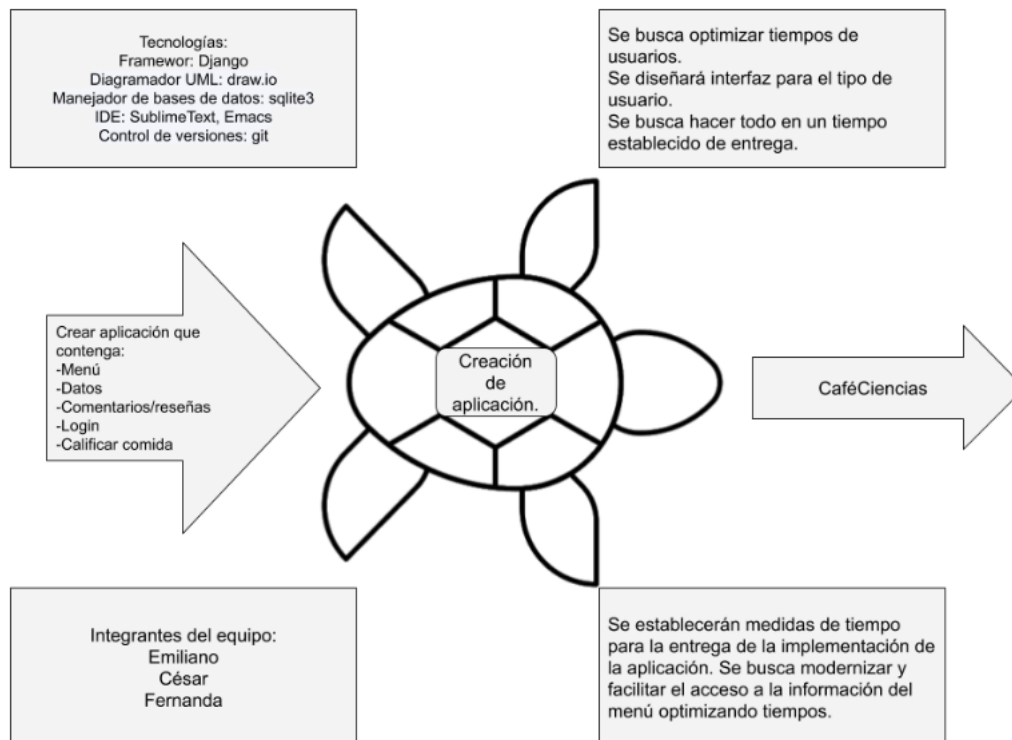 Tecnologías:
Framewor: Django
Diagramador UML: draw.io
Manejador de bases de datos: sqlite3
IDE: SublimeText, Emacs
Control de versiones: git
Se busca optimizar tiempos de
usuarios.
Se diseñará interfaz para el tipo de
usuario.
Se busca hacer todo en un tiempo
establecido de entrega.
Crear aplicación que
contenga:
-Menú
-Datos
-Comentarios/reseñas
-Login
-Calificar comida
Creación
de
aplicación.
CaféCiencias
Integrantes del equipo:
Emiliano
César
Fernanda
Se establecerán medidas de tiempo
para la entrega de la implementación de
la aplicación. Se busca modernizar y
facilitar el acceso a la información del
menú optimizando tiempos.